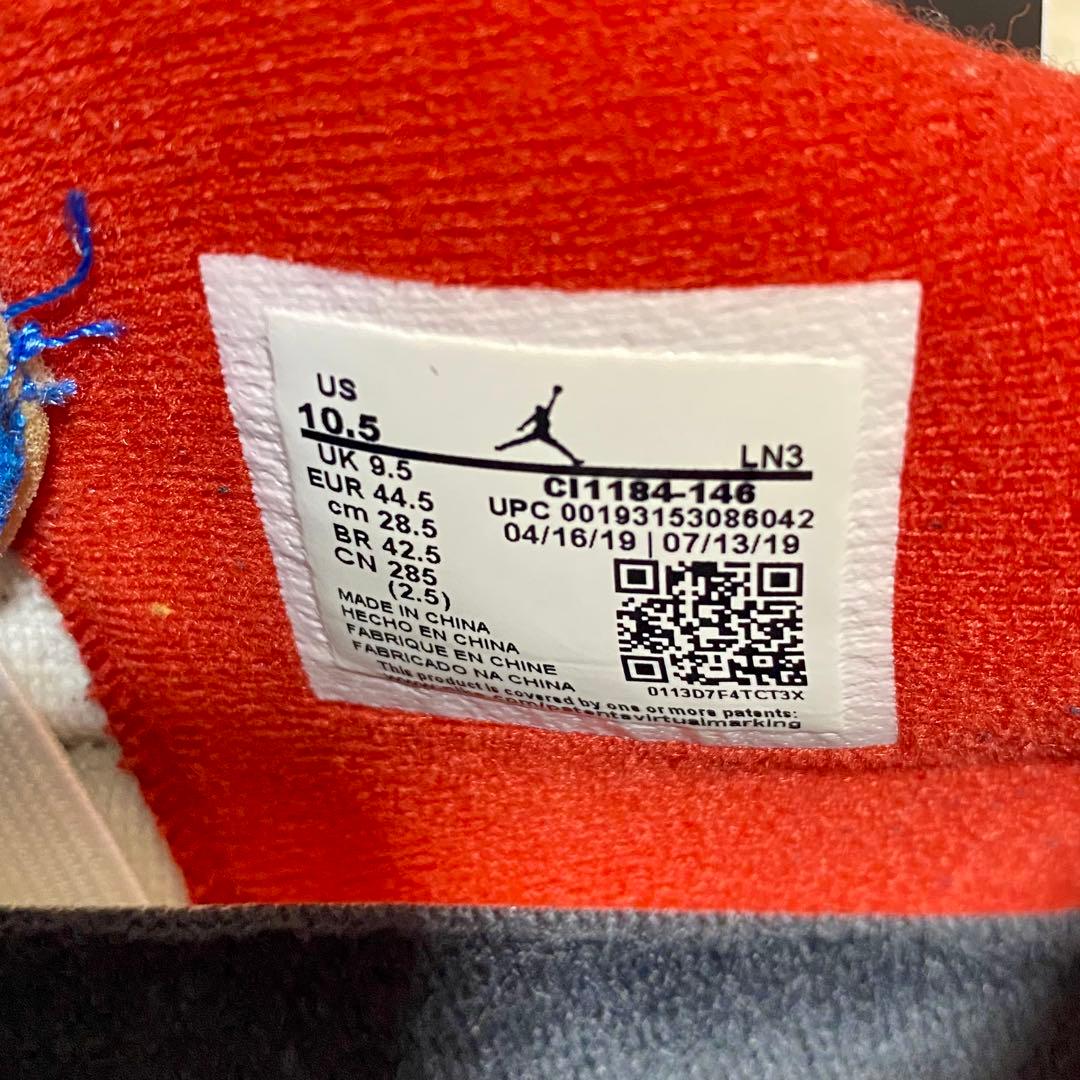 US
10.5
LN3
UK 9.5
EUR 44.5
cm 28.5
BR 42.5
CN 285
(2.5)
CI1184-146
UPC 00193153086042
04/16/19 | 07/13/19
0113D7F4TCT3X
MADE IN CHINA
HECHO EN CHINA
FABRIQUE EN CHINE
FABRICADO NA CHINA
This product is covered by one or more patents: